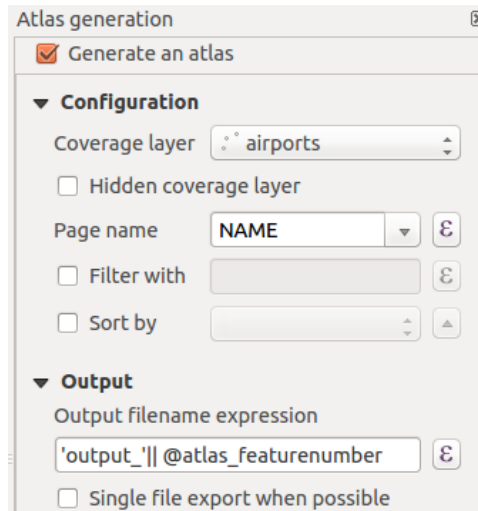 Atlas generation
Generate an atlas
Configuration
Coverage layer airports
Hidden coverage layer
Page name NAME ε
Filter with ε
Sort by
Output
Output filename expression
'output_'|| @atlas_featurenumber ε
Single file export when possible